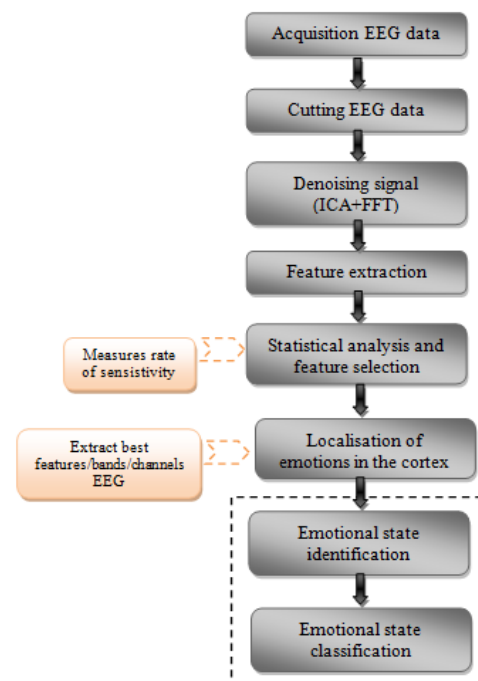 Acquisition EEG data
Cutting EEG data
Denoising signal
(ICA+FFT)
Feature extraction
Measures rate
of sensistivity
Statistical analysis and
feature selection
Extract best
features/bands/channels
EEG
Localisation of
emotions in the cortex
Emotional state
identification
Emotional state
classification